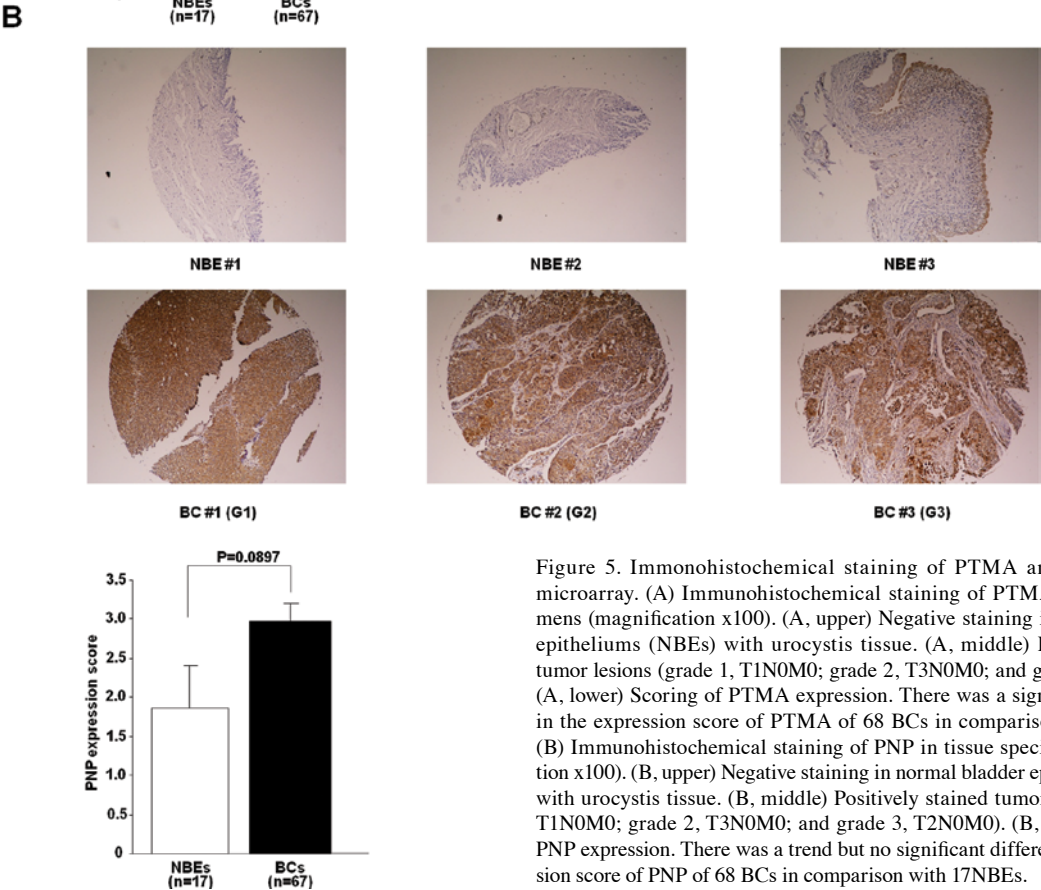 NBEs BCs
(n=17) (n=67)
B
NBE #1 NBE #2 NBE #3
BC #1 (G1) BC #2 (G2) BC #3 (G3)
P=0.0897
3.5
3.0
2.5
2.0
1.5
1.0
0.5
0
PNP expression score
NBEs BCs
(n=17) (n=67)
Figure 5. Immonohistochemical staining of PTMA
microarray. (A) Immunohistochemical staining of
mens (magnification x100). (A, upper) Negative staining
epitheliums (NBEs) with urocystis tissue. (A, middle)
tumor lesions (grade 1, T1N0M0; grade 2, T3N0M0; and
(A, lower) Scoring of PTMA expression. There was a
in the expression score of PTMA of 68 BCs in
(B) Immunohistochemical staining of PNP in tissue
tion x100). (B, upper) Negative staining in normal bladder
with urocystis tissue. (B, middle) Positively stained
T1N0M0; grade 2, T3N0M0; and grade 3, T2N0M0). (B,
PNP expression. There was a trend but no significant
sion score of PNP of 68 BCs in comparison with 17NBEs.